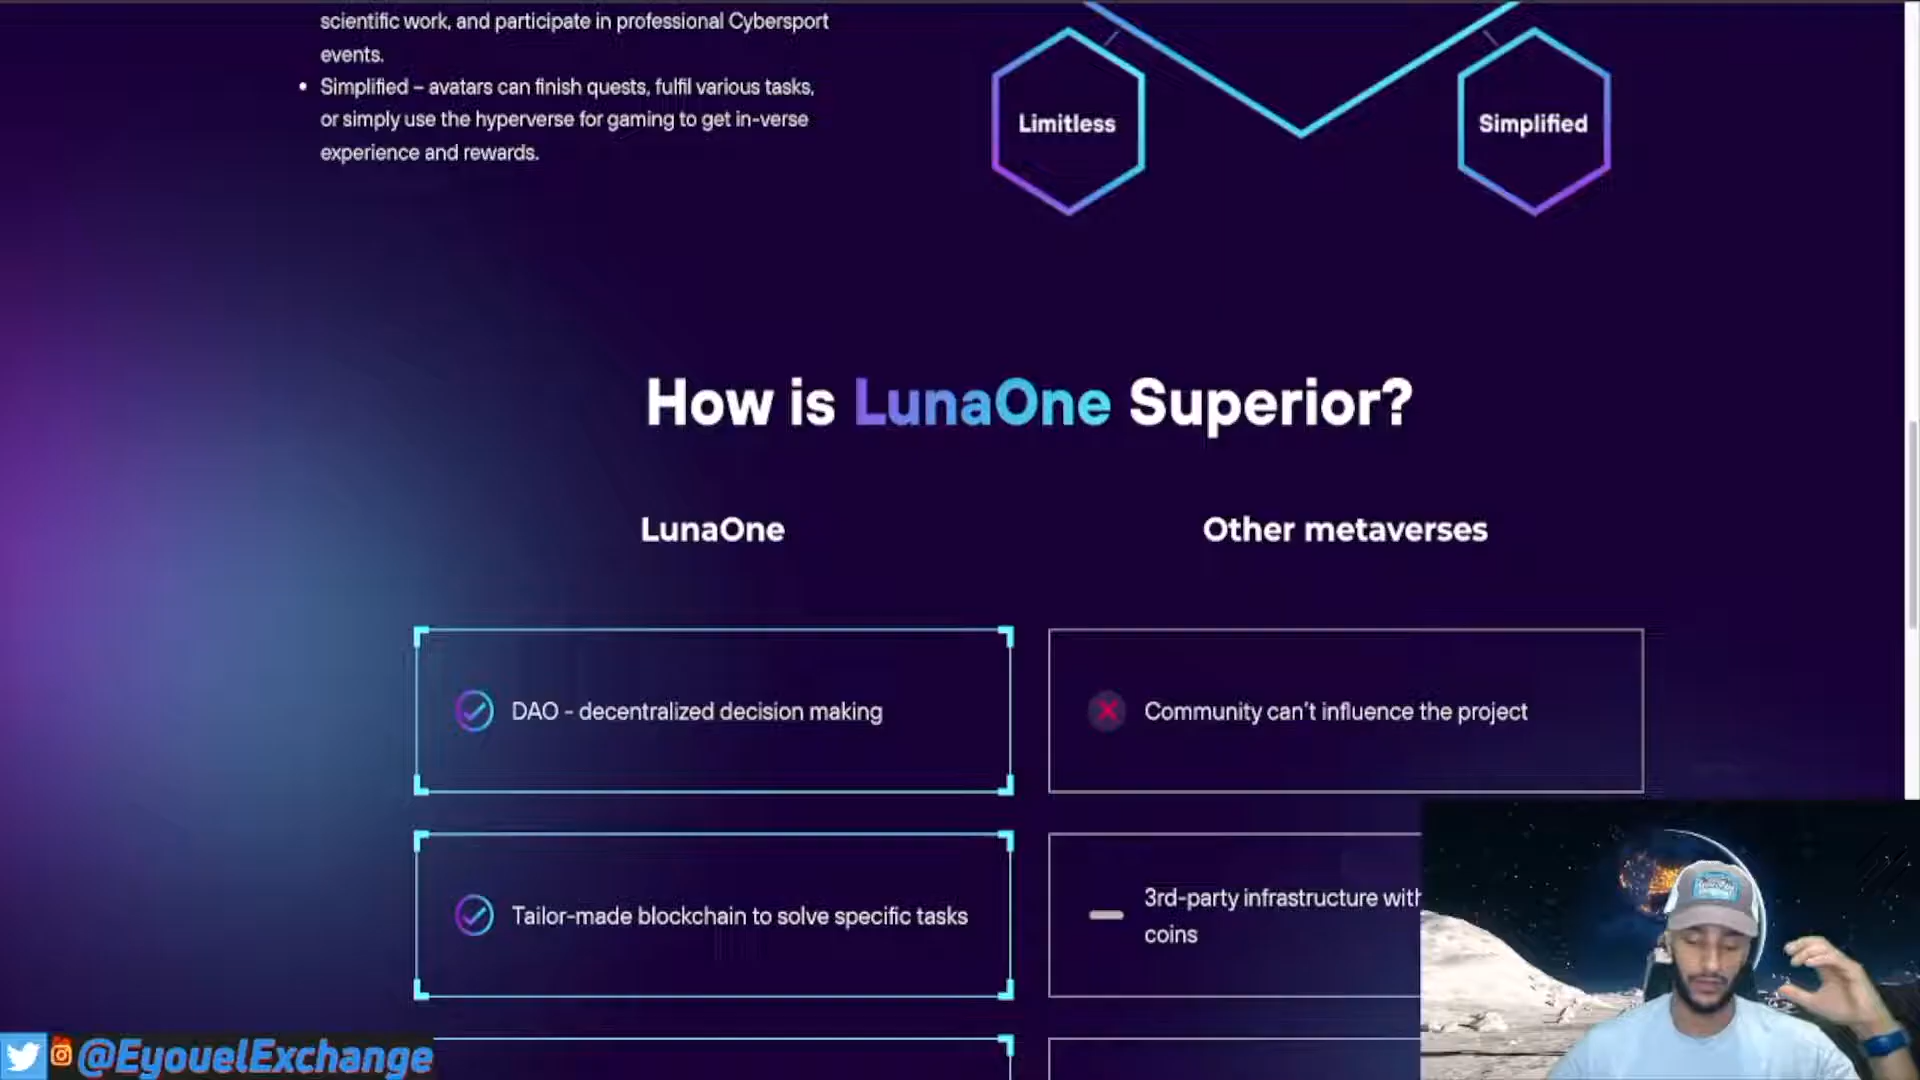 scientific work, and participate in professional Cybersport
events.
• Simplified – avatars can finish quests, fulfil various tasks,
or simply use the hyperverse for gaming to get in-verse
experience and rewards.
Limitless
Simplified
How is LunaOne Superior?
LunaOne
Other metaverses
DAO - decentralized decision making
Community can't influence the project
Tailor-made blockchain to solve specific tasks
3rd-party infrastructure with
coins
@EyouelExchange